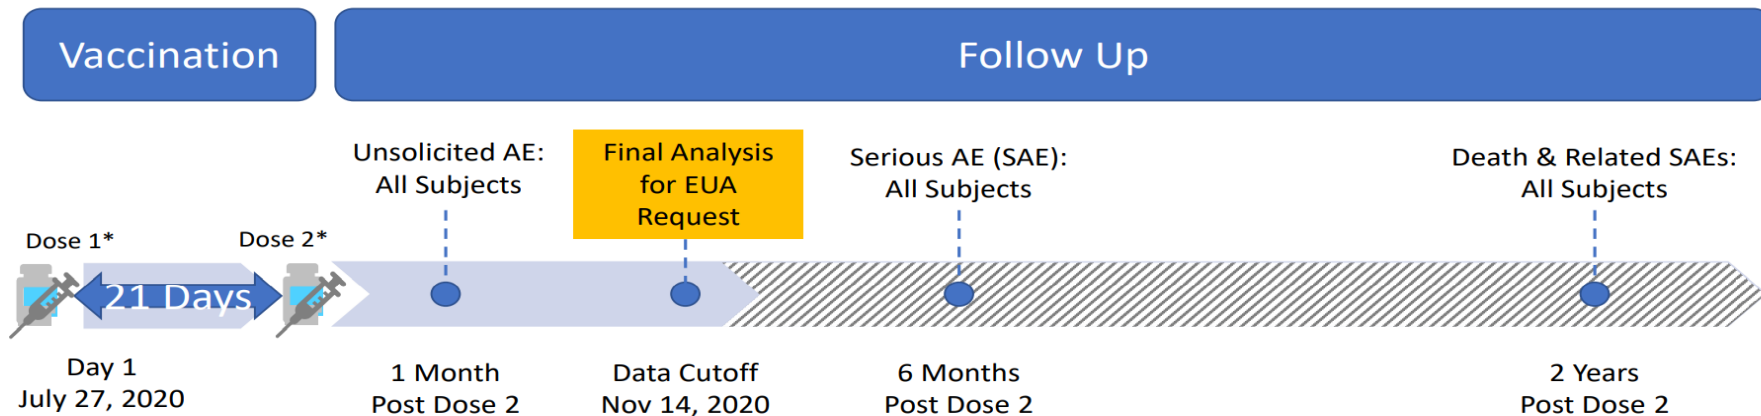 Vaccination
Follow Up
Unsolicited AE:
All Subjects
Final Analysis
for EUA
Request
Serious AE (SAE):
All Subjects
Death & Related SAEs:
All Subjects
Dose 1*
Dose 2*
21 Days
Day 1
July 27, 2020
1 Month
Post Dose 2
Data Cutoff
Nov 14, 2020
6 Months
Post Dose 2
2 Years
Post Dose 2